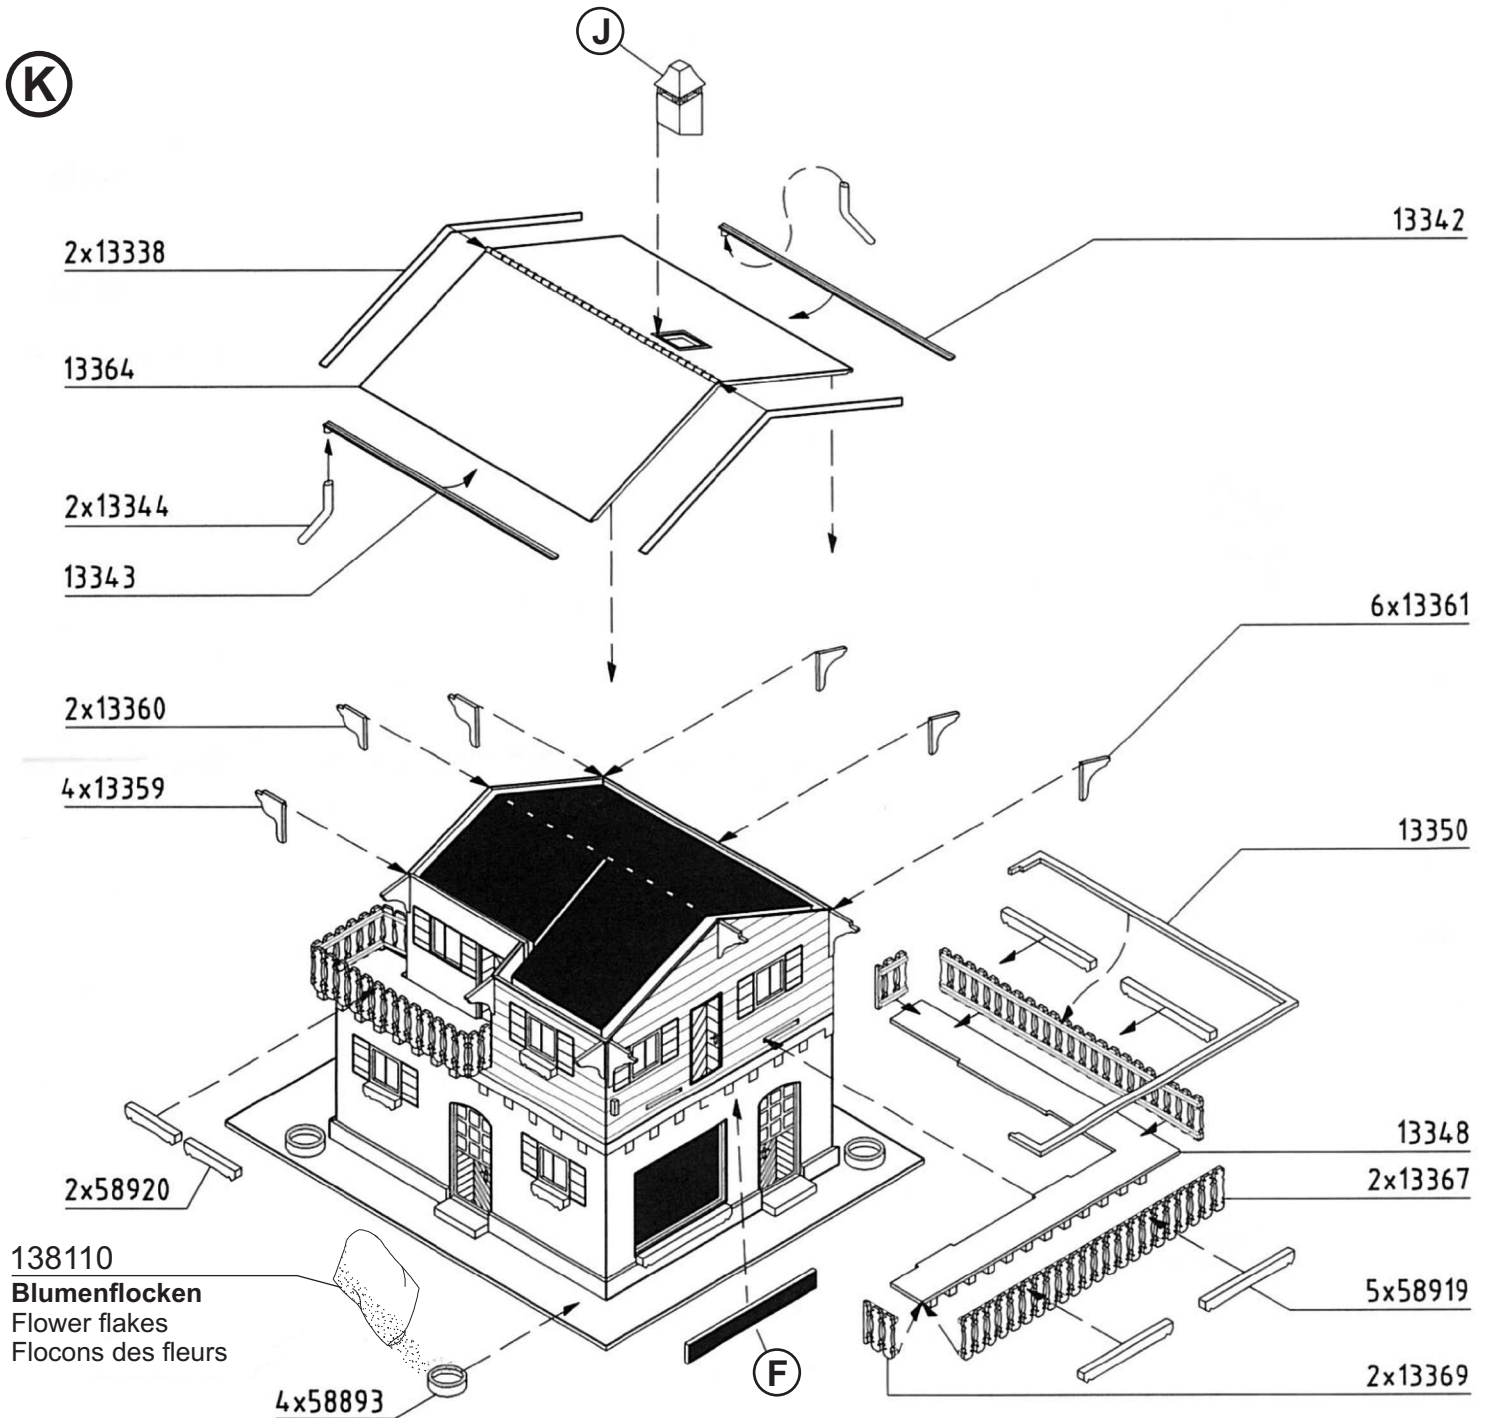 J
K
13342
2x13338
13364
2x13344
13343
6x13361
2x13360
4x13359
13350
13348
2x13367
2x58920
138110
Blumenflocken
Flower flakes
Flocons des fleurs
5x58919
F
2x13369
4x58893